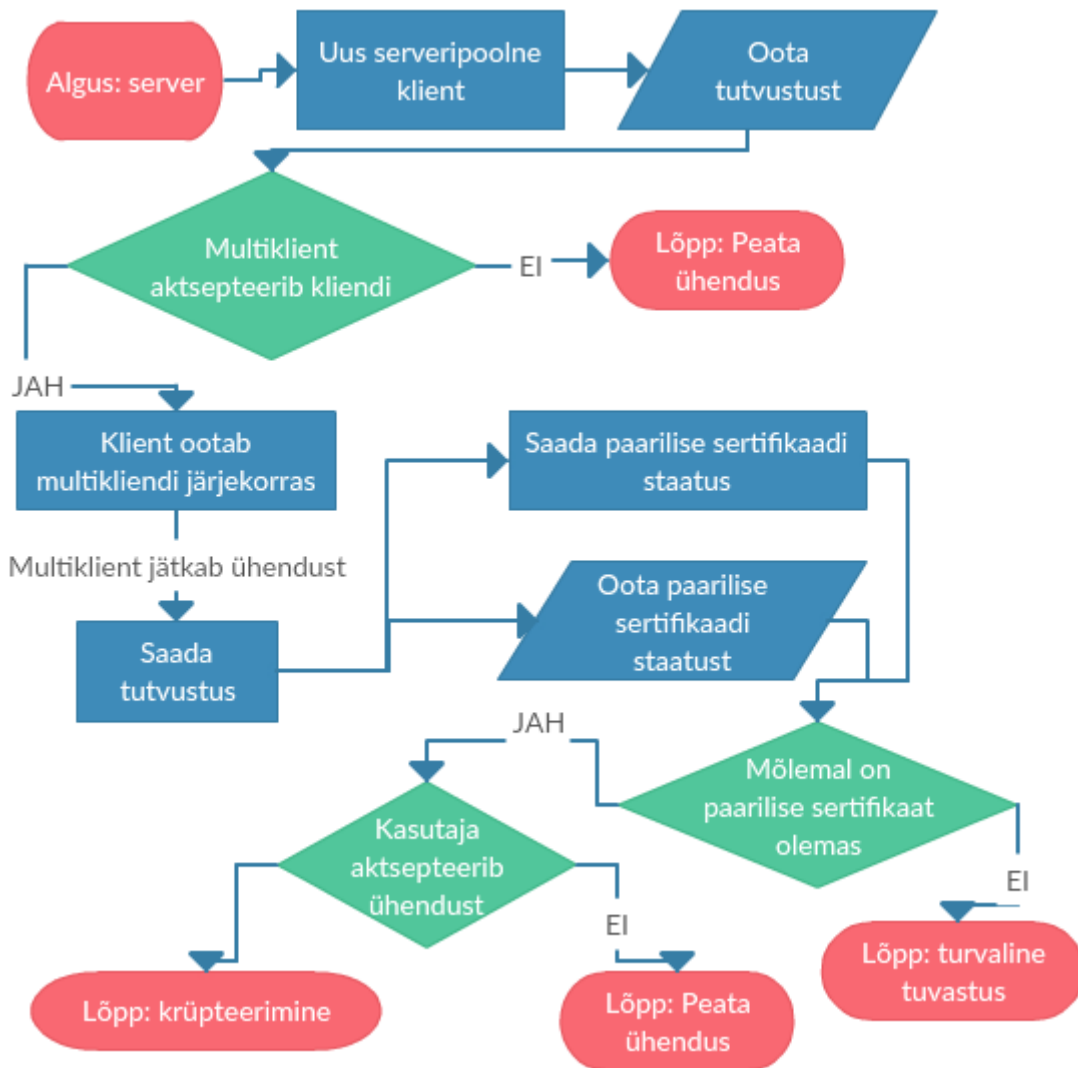 Algus: server
Uus serveripoolne
klient
Oota
tutvustust
Multiklient
aktsepteerib kliendi
EI
Lõpp: Peata
ühendus
JAH
Klient ootab
multikliendi järjekorras
Saada paarilise sertifikaadi
staatus
Multiklient jätkab ühendust
Oota paarilise
sertifikaadi
staatust
Saada
tutvustus
JAH
Mõlemal on
paarilise sertifikaat
olemas
Kasutaja
aktsepteerib
ühendust
EI
EI
Lõpp: turvaline
tuvastus
Lõpp: krüpteerimine
Lõpp: Peata
ühendus